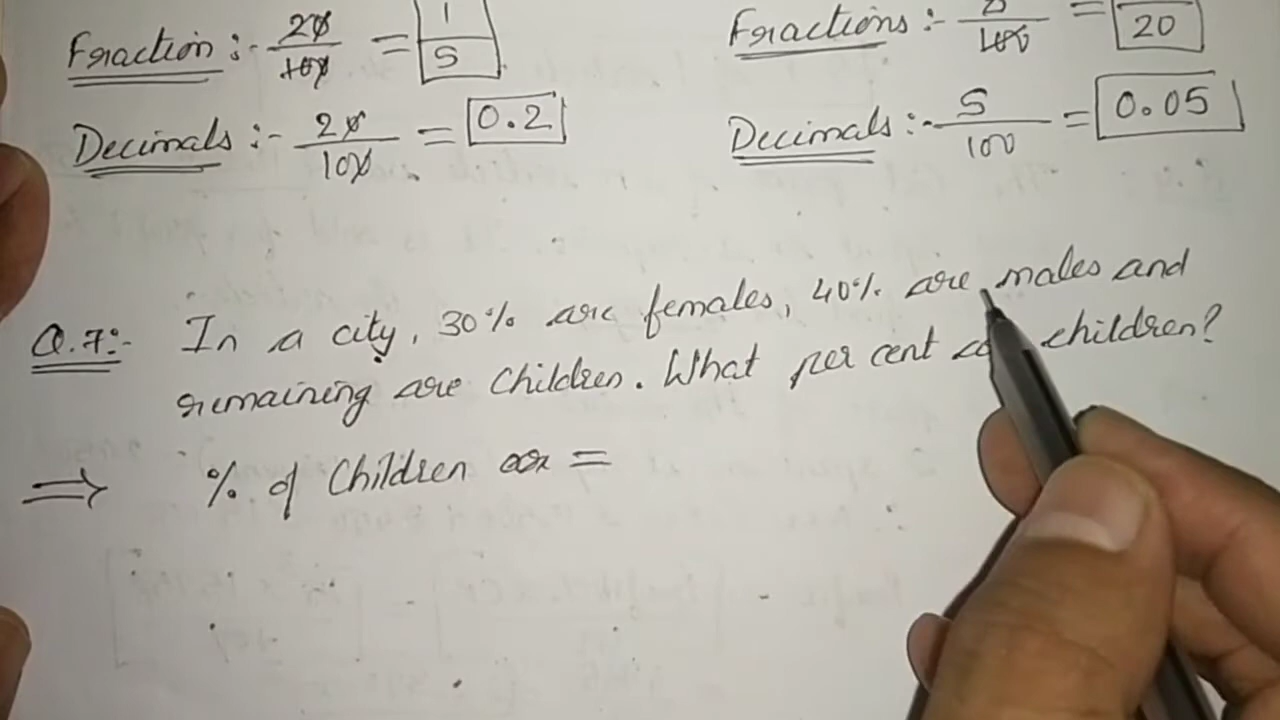 Fraction :- 20/100 = 1/5
Fractions :- 5/100 = 1/20
Decimals :- 20/100 = 0.2
Decimals :- 5/100 = 0.05
Q.7:- In a city, 30% are females, 40% are males and
remaining are children. What per cent children?
⇒ % of Children =